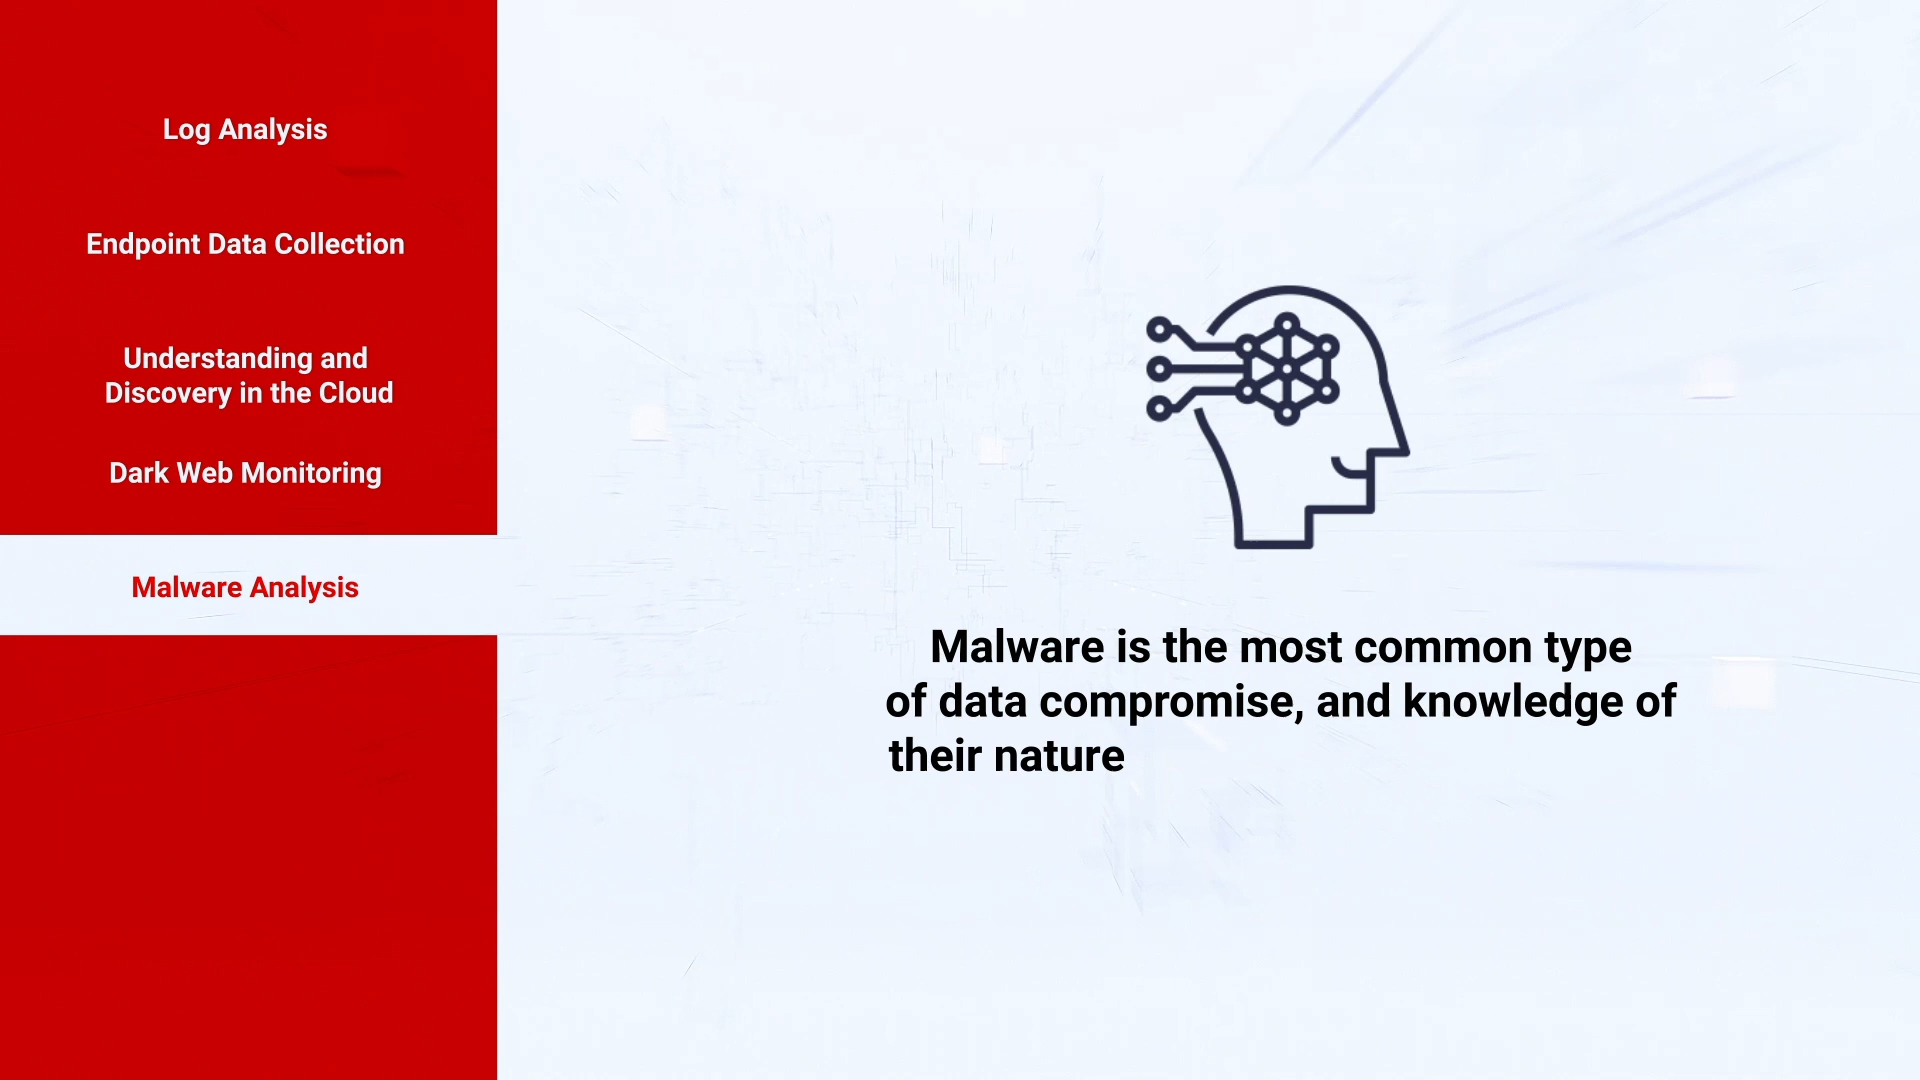 Log Analysis
Endpoint Data Collection
Understanding and
Discovery in the Cloud
Dark Web Monitoring
Malware Analysis
Malware is the most common type
of data compromise, and knowledge of
their nature